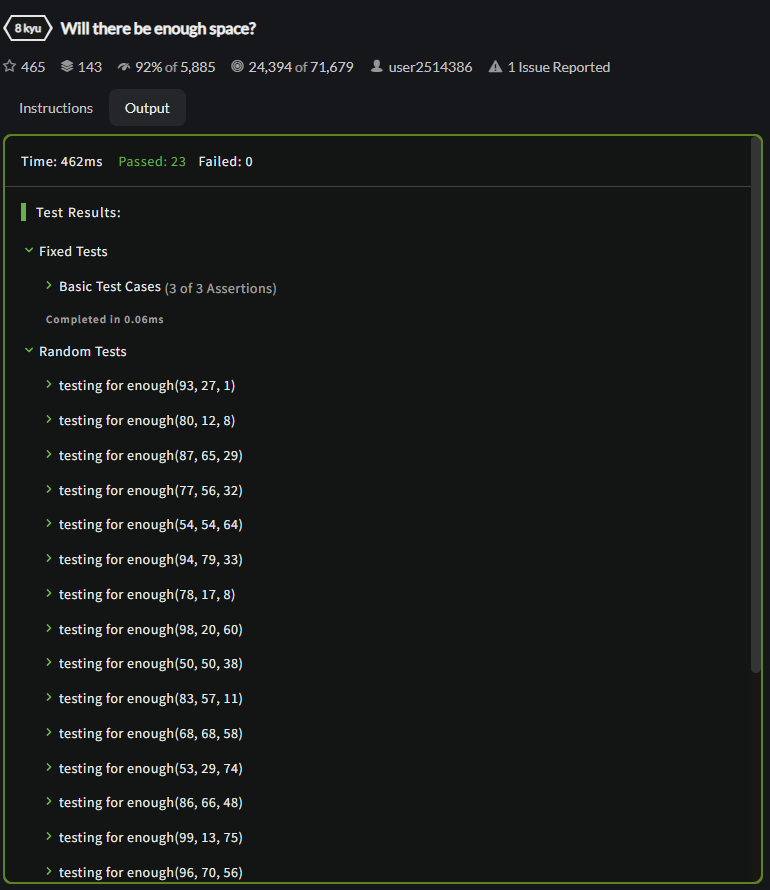 8 kyu Will there be enough space?
465 143 92% of 5,885 24,394 of 71,679 user2514386 1 Issue Reported
Instructions Output
Time: 462ms Passed: 23 Failed: 0
Test Results:
Fixed Tests
Basic Test Cases (3 of 3 Assertions)
Completed in 0.06ms
Random Tests
testing for enough(93, 27, 1)
testing for enough(80, 12, 8)
testing for enough(87, 65, 29)
testing for enough(77, 56, 32)
testing for enough(54, 54, 64)
testing for enough(94, 79, 33)
testing for enough(78, 17, 8)
testing for enough(98, 20, 60)
testing for enough(50, 50, 38)
testing for enough(83, 57, 11)
testing for enough(68, 68, 58)
testing for enough(53, 29, 74)
testing for enough(86, 66, 48)
testing for enough(99, 13, 75)
testing for enough(96, 70, 56)